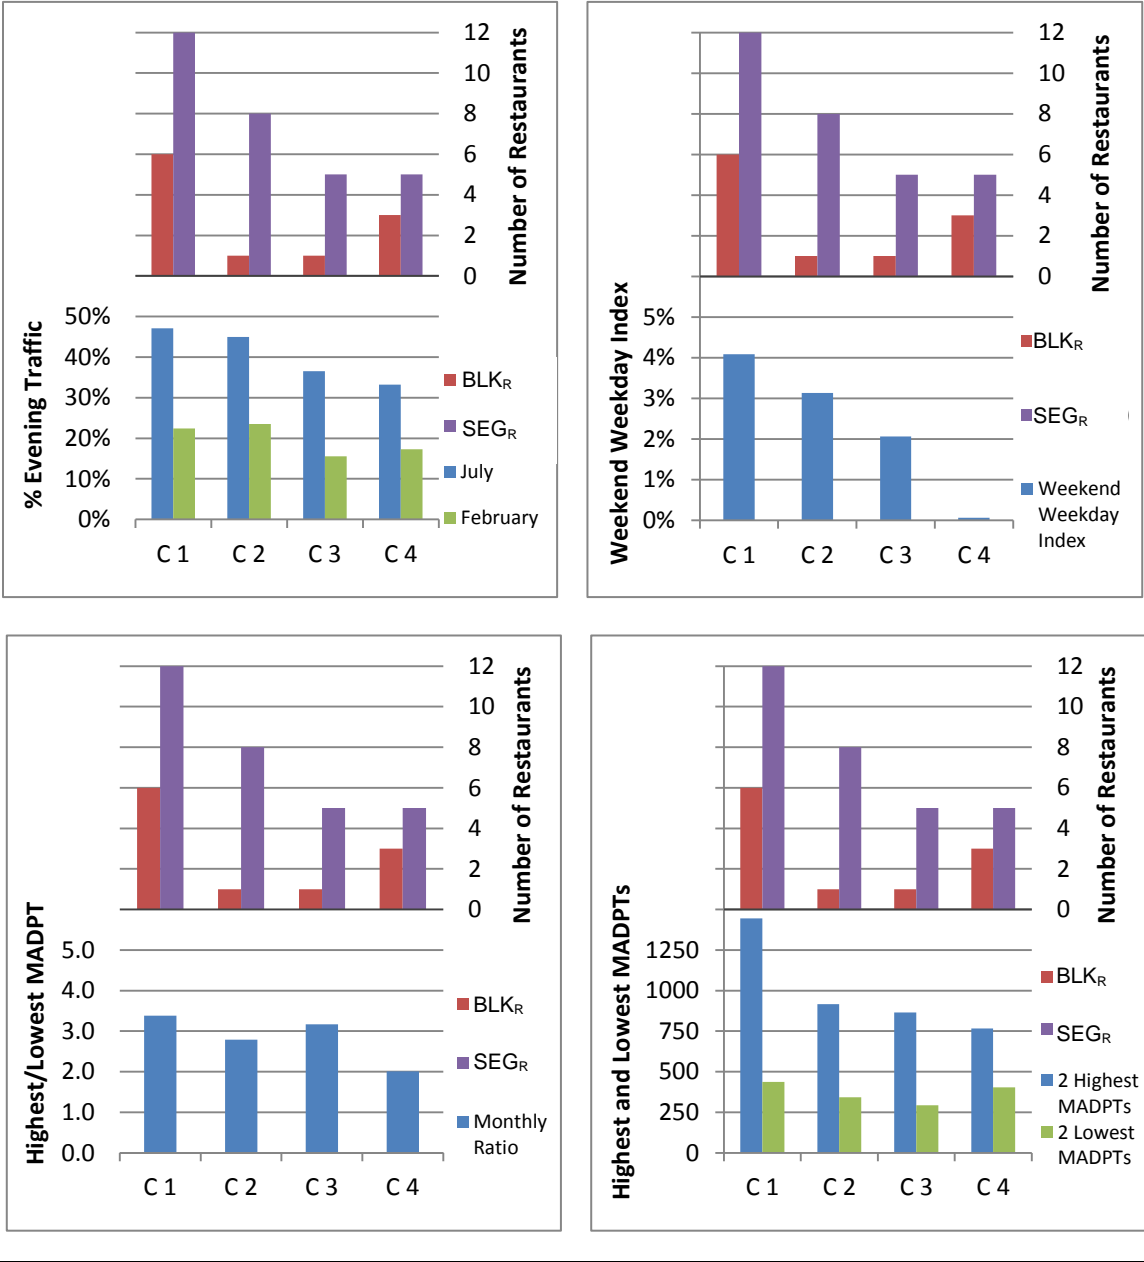 12
10
8
6
4
2
0
Number of Restaurants
50%
40%
30%
20%
10%
0%
% Evening Traffic
BLKR
SEGR
July
February
C 1 C 2 C 3 C 4
12
10
8
6
4
2
0
Number of Restaurants
5%
4%
3%
2%
1%
0%
Weekend Weekday Index
BLKR
SEGR
Weekend
Weekday
Index
C 1 C 2 C 3 C 4
12
10
8
6
4
2
0
Number of Restaurants
5.0
4.0
3.0
2.0
1.0
0.0
Highest/Lowest MADPT
BLKR
SEGR
Monthly
Ratio
C 1 C 2 C 3 C 4
12
10
8
6
4
2
0
Number of Restaurants
1250
1000
750
500
250
0
Highest and Lowest MADPTs
BLKR
SEGR
2 Highest
MADPTs
2 Lowest
MADPTs
C 1 C 2 C 3 C 4